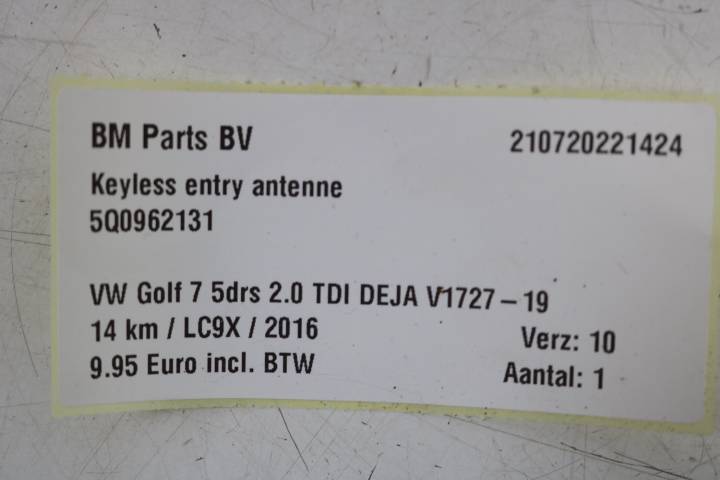 BM Parts BV 210720221424
Keyless entry antenne
5Q0962131
VW Golf 7 5drs 2.0 TDI DEJA V1727-19
14 km / LC9X / 2016 Verz: 10
9.95 Euro incl. BTW Aantal: 1